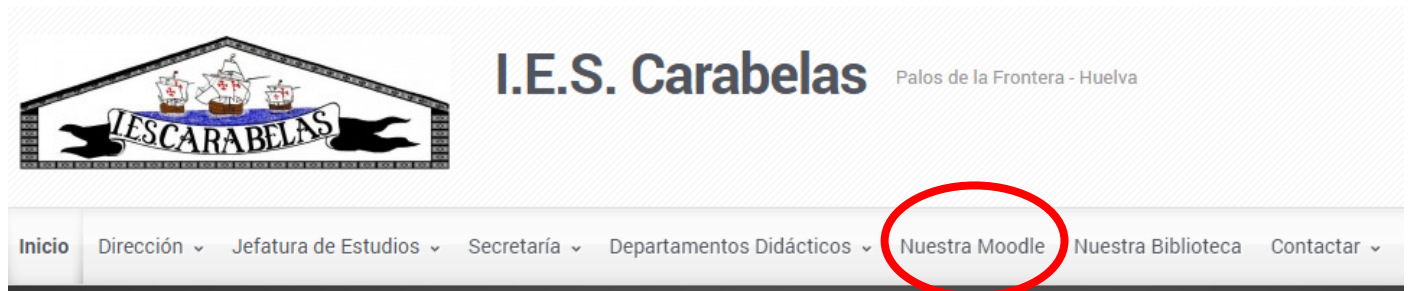 I.E.S. Carabelas
Palos de la Frontera - Huelva
I.E.S. CARABELAS
Inicio Dirección Jefatura de Estudios Secretaría Departamentos Didácticos Nuestra Moodle Nuestra Biblioteca Contactar